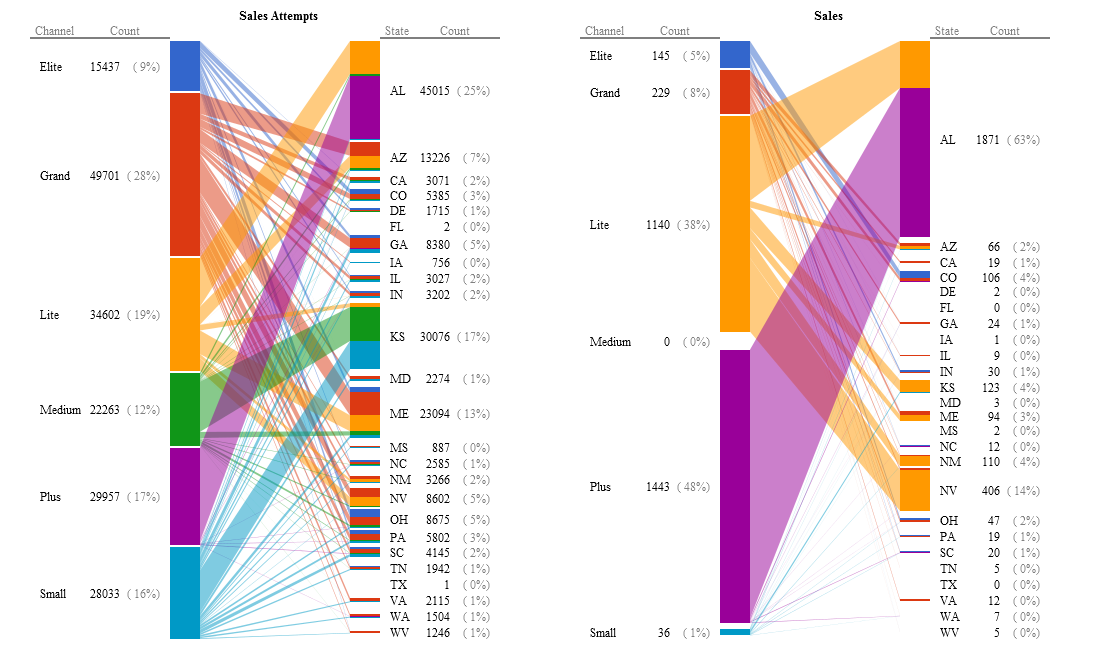 Sales Attempts
Channel Count State Count
Elite 15437 ( 9%)
Grand 49701 ( 28%)
Lite 34602 ( 19%)
Medium 22263 ( 12%)
Plus 29957 ( 17%)
Small 28033 ( 16%)
AL 45015 ( 25%)
AZ 13226 ( 7%)
CA 3071 ( 2%)
CO 5385 ( 3%)
DE 1715 ( 1%)
FL 2 ( 0%)
GA 8380 ( 5%)
IA 756 ( 0%)
IL 3027 ( 2%)
IN 3202 ( 2%)
KS 30076 ( 17%)
MD 2274 ( 1%)
ME 23094 ( 13%)
MS 887 ( 0%)
NC 2585 ( 1%)
NM 3266 ( 2%)
NV 8602 ( 5%)
OH 8675 ( 5%)
PA 5802 ( 3%)
SC 4145 ( 2%)
TN 1942 ( 1%)
TX 1 ( 0%)
VA 2115 ( 1%)
WA 1504 ( 1%)
WV 1246 ( 1%)
Sales
Channel Count State Count
Elite 145 ( 5%)
Grand 229 ( 8%)
Lite 1140 ( 38%)
Medium 0 ( 0%)
Plus 1443 ( 48%)
Small 36 ( 1%)
AL 1871 ( 63%)
AZ 66 ( 2%)
CA 19 ( 1%)
CO 106 ( 4%)
DE 2 ( 0%)
FL 0 ( 0%)
GA 24 ( 1%)
IA 1 ( 0%)
IL 9 ( 0%)
IN 30 ( 1%)
KS 123 ( 4%)
MD 3 ( 0%)
ME 94 ( 3%)
MS 2 ( 0%)
NC 12 ( 0%)
NM 110 ( 4%)
NV 406 ( 14%)
OH 47 ( 2%)
PA 19 ( 1%)
SC 20 ( 1%)
TN 5 ( 0%)
TX 0 ( 0%)
VA 12 ( 0%)
WA 7 ( 0%)
WV 5 ( 0%)